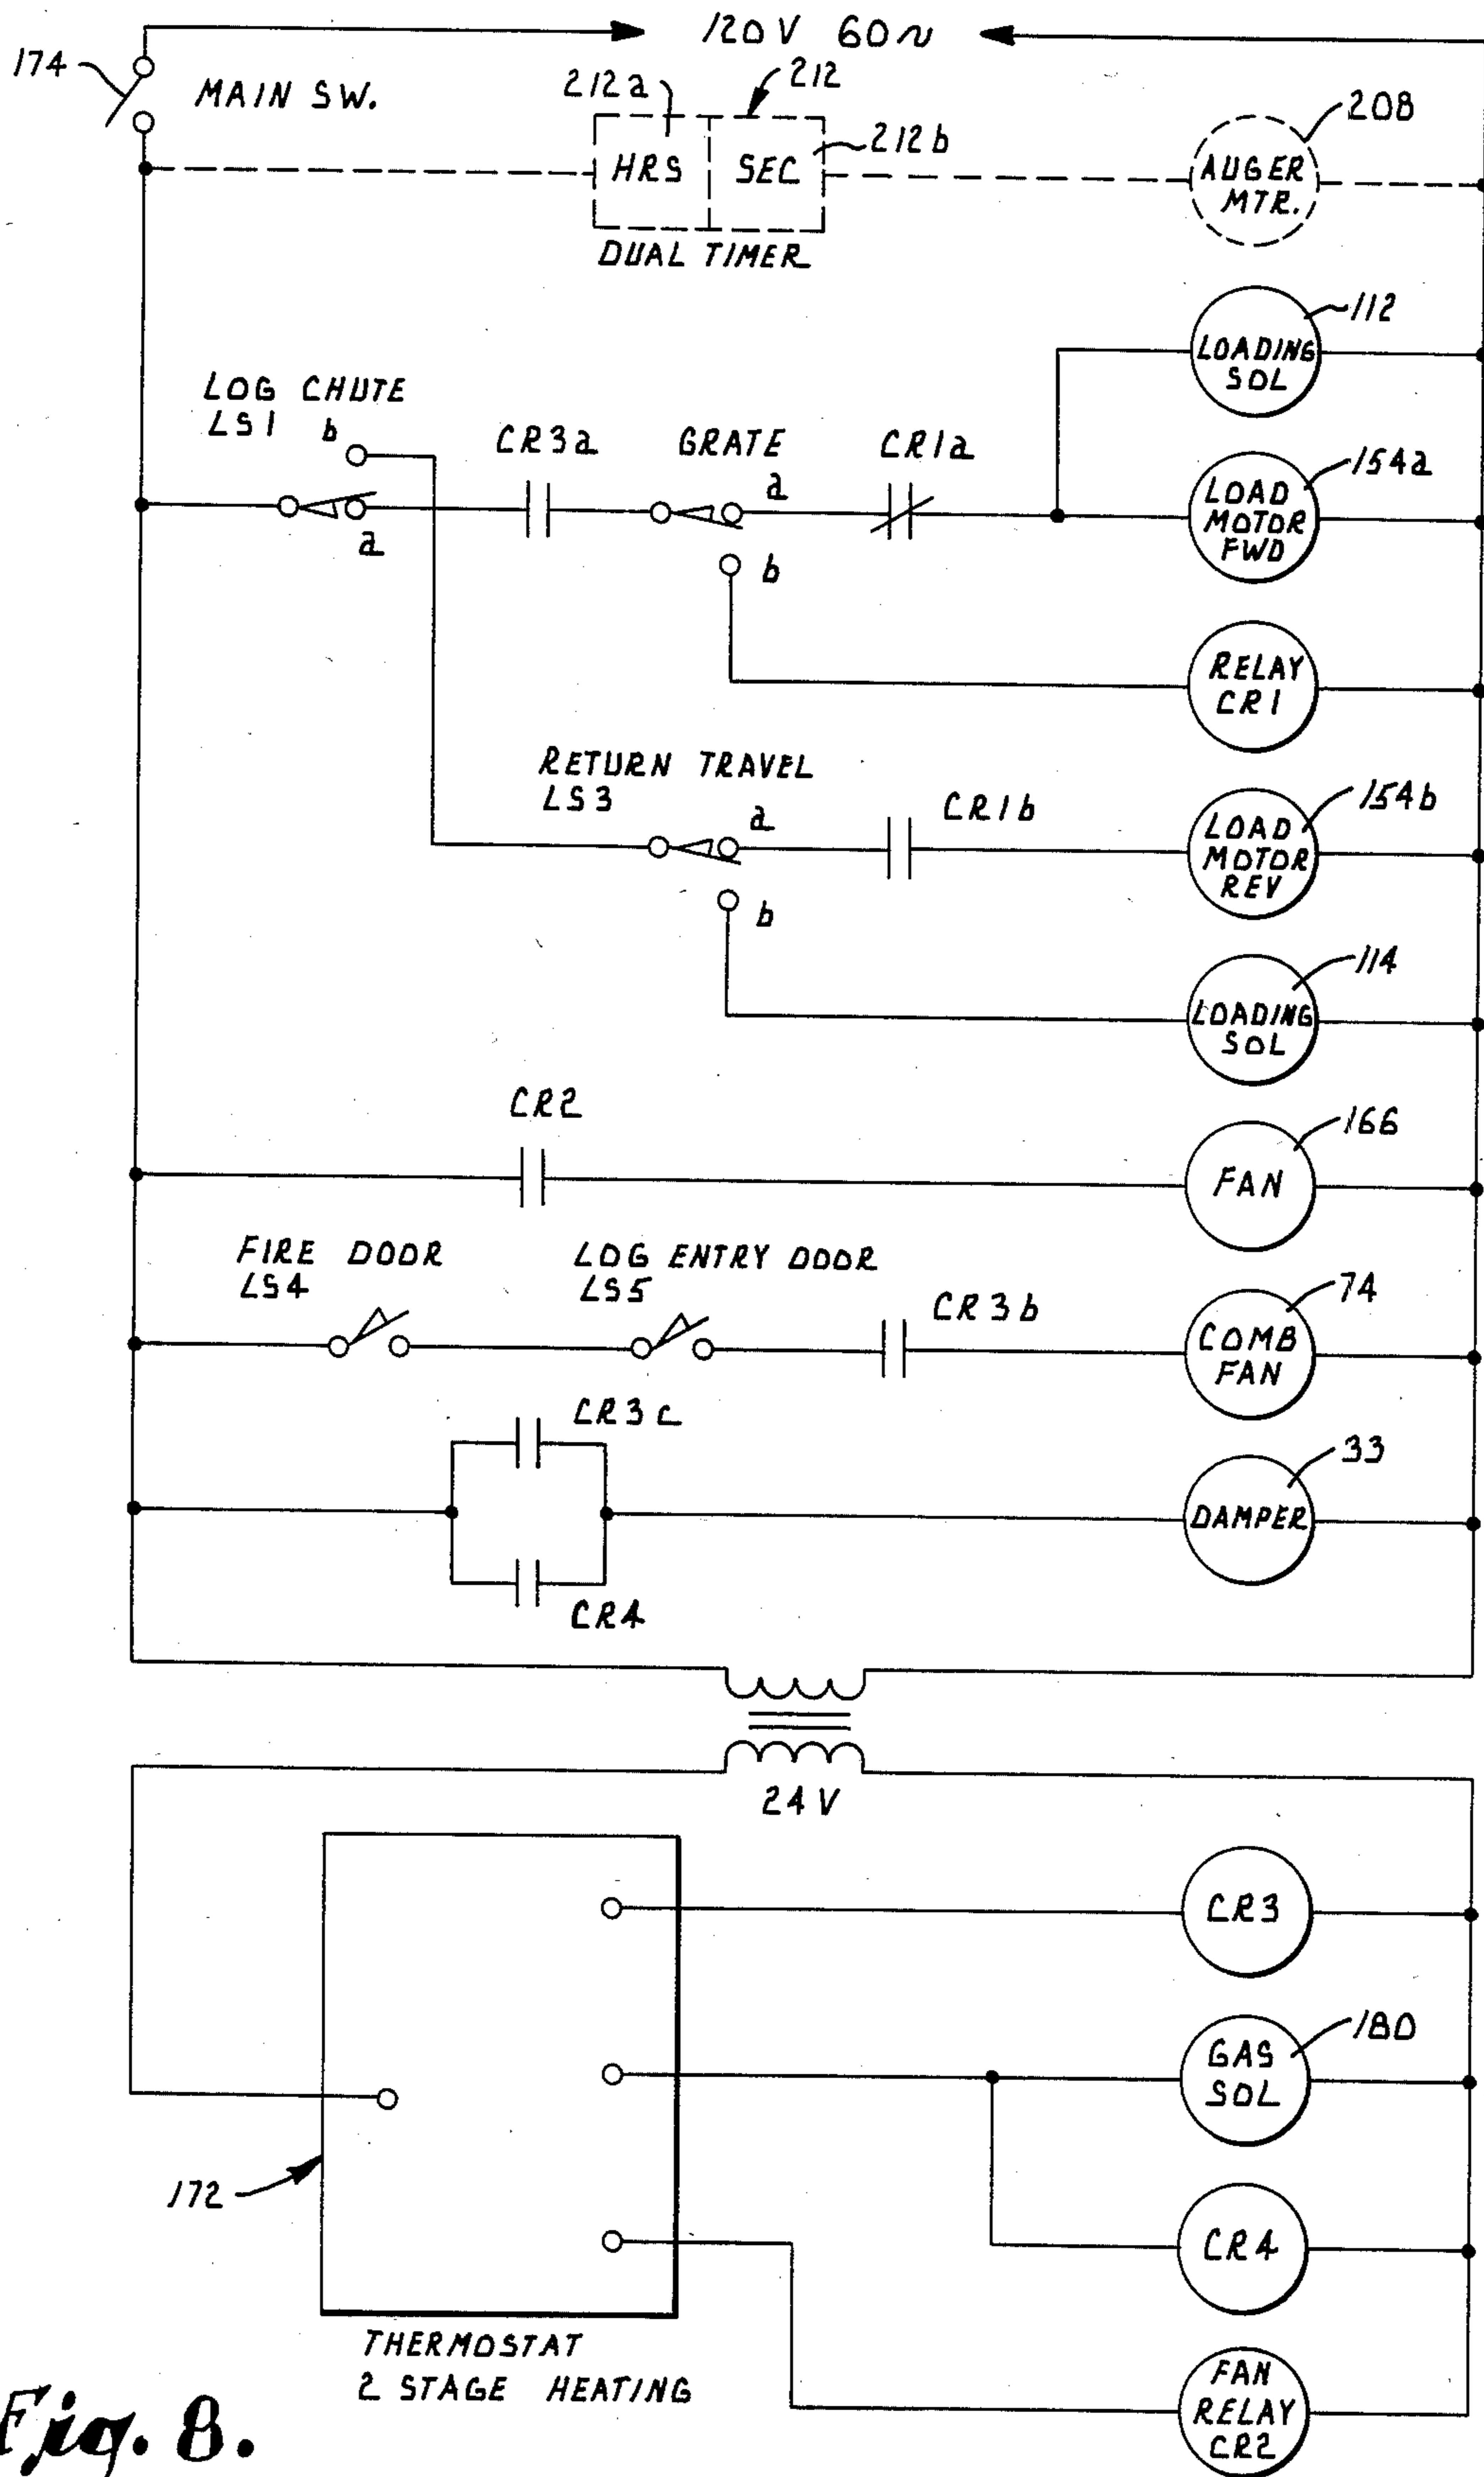 120V 60~
174
MAIN SW.
212a
212
212b
208
HRS
SEC
AUGER
MTR.
DUAL TIMER
112
LOADING
SOL
LOG CHUTE
LS1
b
a
CR3a
GRATE
a
b
CR1a
154a
LOAD
MOTOR
FWD
RELAY
CR1
RETURN TRAVEL
LS3
a
b
CR1b
154b
LOAD
MOTOR
REV
114
LOADING
SOL
CR2
166
FAN
FIRE DOOR
LS4
LOG ENTRY DOOR
LS5
CR3b
74
COMB
FAN
CR3c
33
DAMPER
CR4
24V
CR3
180
GAS
SOL
172
CR4
THERMOSTAT
2 STAGE HEATING
FAN
RELAY
CR2
Fig. 8.